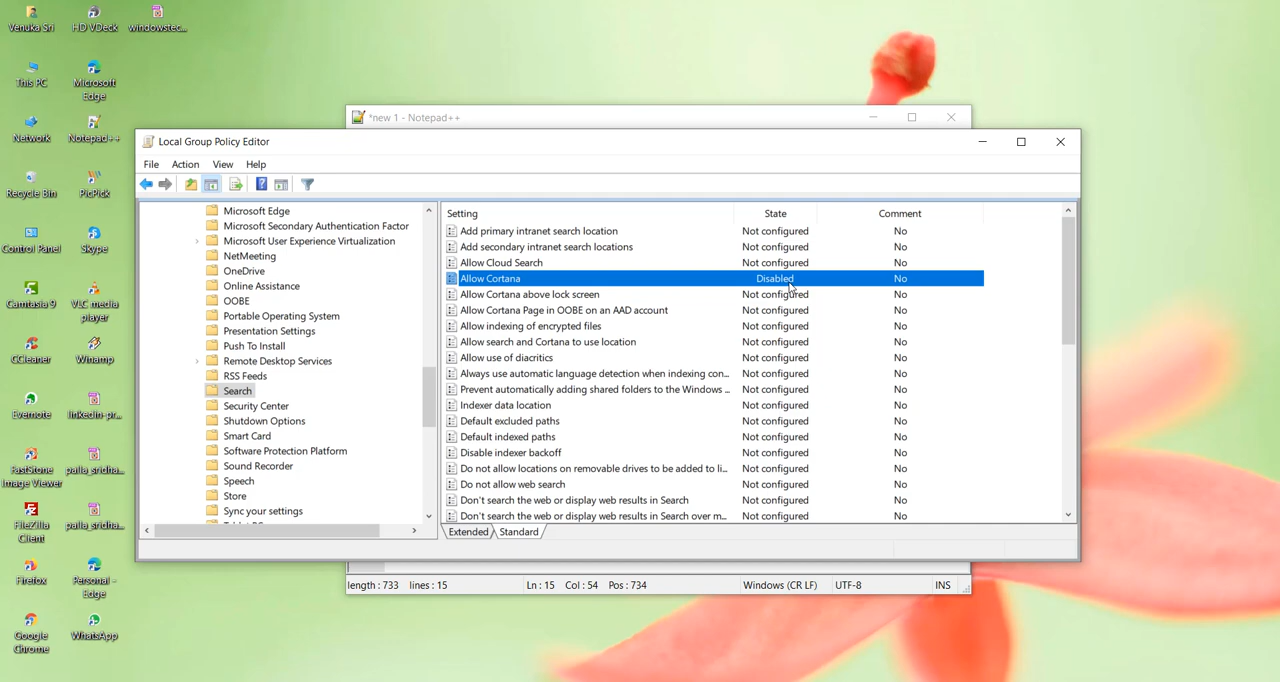 Venuka Sri
HD VDeck
windowstec...
This PC
Microsoft
Edge
Network
Notepad++
Recycle Bin
PicPick
Control Panel
Skype
Camtasia 9
VLC media
player
CCleaner
Winamp
Evernote
linkedin-pr...
FastStone
Image Viewer
palla_sridha...
FileZilla
Client
palla_sridha...
Firefox
Personal -
Edge
Google
Chrome
WhatsApp
*new 1 - Notepad++
Local Group Policy Editor
File Action View Help
Microsoft Edge
Microsoft Secondary Authentication Factor
Microsoft User Experience Virtualization
NetMeeting
OneDrive
Online Assistance
OOBE
Portable Operating System
Presentation Settings
Push To Install
Remote Desktop Services
RSS Feeds
Search
Security Center
Shutdown Options
Smart Card
Software Protection Platform
Sound Recorder
Speech
Store
Sync your settings
Setting State Comment
Add primary intranet search location Not configured No
Add secondary intranet search locations Not configured No
Allow Cloud Search Not configured No
Allow Cortana Disabled No
Allow Cortana above lock screen Not configured No
Allow Cortana Page in OOBE on an AAD account Not configured No
Allow indexing of encrypted files Not configured No
Allow search and Cortana to use location Not configured No
Allow use of diacritics Not configured No
Always use automatic language detection when indexing con... Not configured No
Prevent automatically adding shared folders to the Windows ... Not configured No
Indexer data location Not configured No
Default excluded paths Not configured No
Default indexed paths Not configured No
Disable indexer backoff Not configured No
Do not allow locations on removable drives to be added to li... Not configured No
Do not allow web search Not configured No
Don't search the web or display web results in Search Not configured No
Don't search the web or display web results in Search over m... Not configured No
Extended Standard
length : 733 lines : 15 Ln : 15 Col : 54 Pos : 734 Windows (CR LF) UTF-8 INS